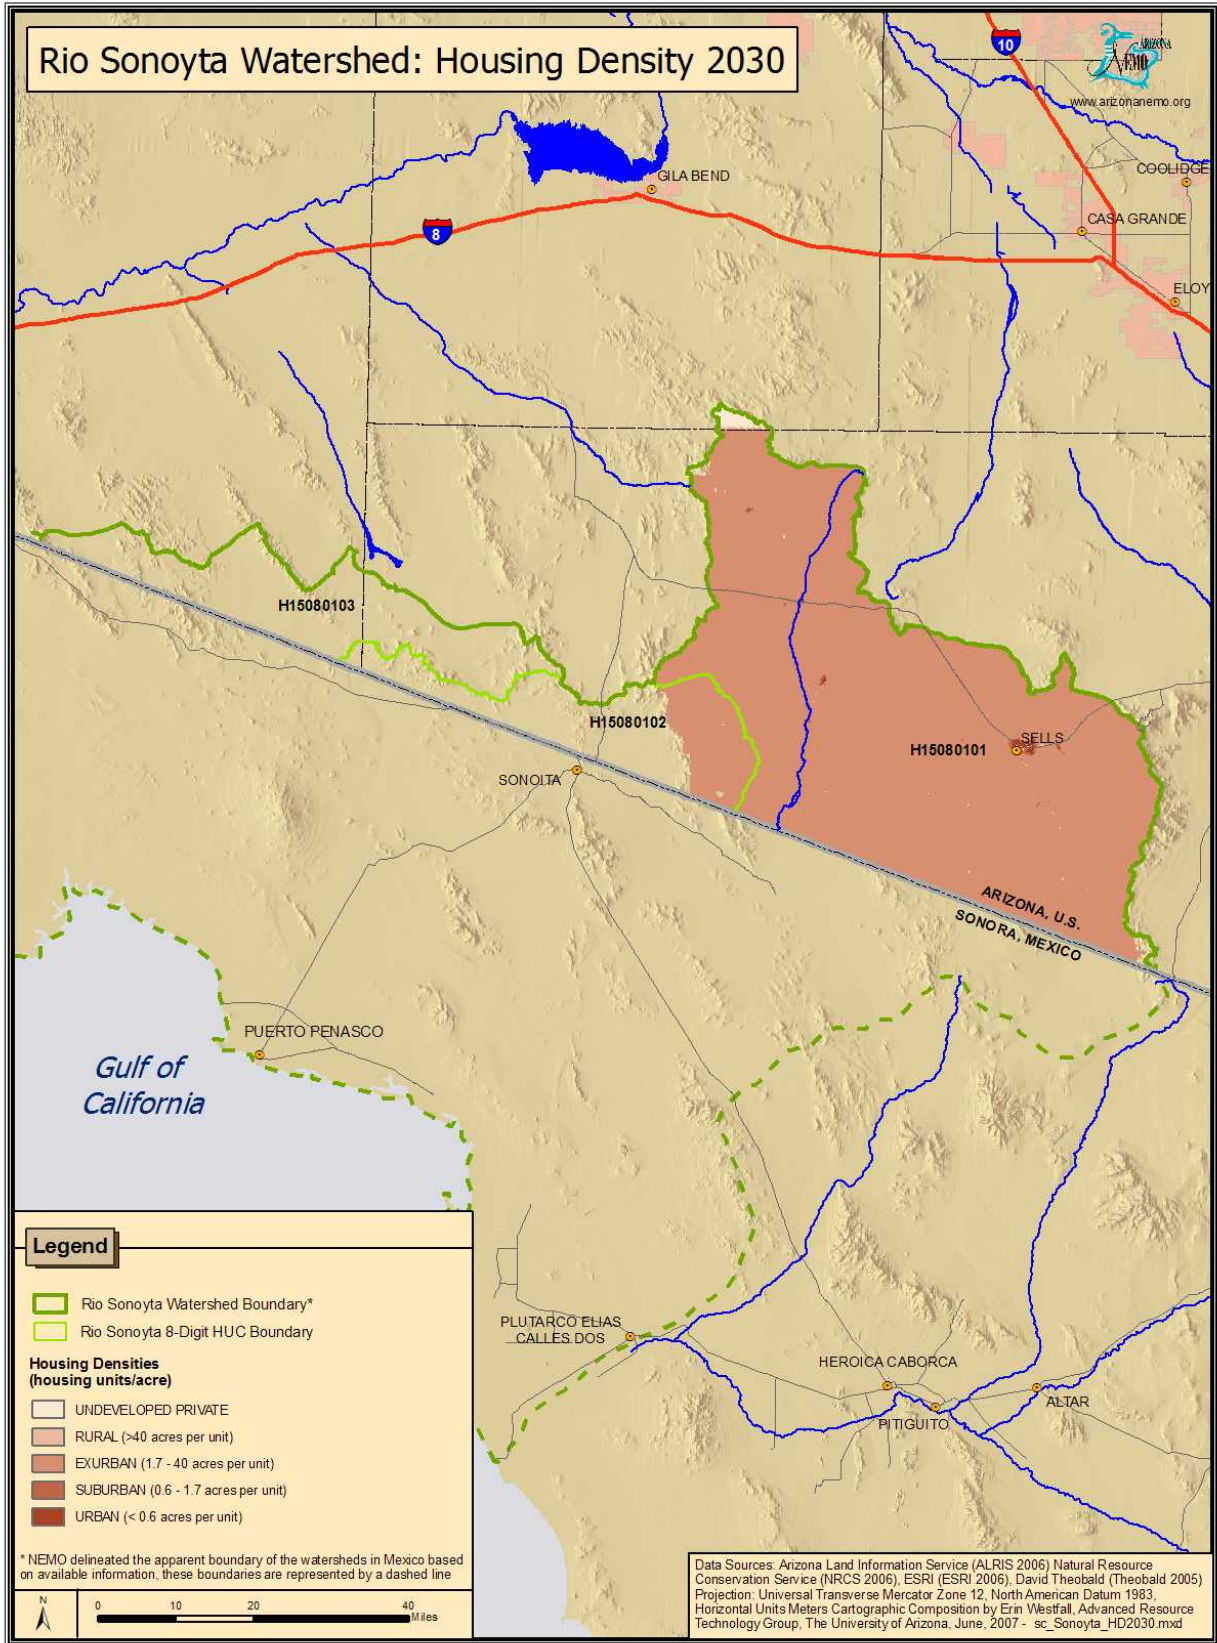 Rio Sonoyta Watershed: Housing Density 2030
10
ARIZONA
NEMO
www.arizonanemo.org
COOLIDGE
GILA BEND
CASA GRANDE
8
ELOY
H15080103
H15080102
SELLS
H15080101
SONOITA
ARIZONA, U.S.
SONORA, MEXICO
PUERTO PENASCO
Gulf of
California
PLUTARCO ELIAS
CALLES DOS
HEROICA CABORCA
ALTAR
PITIGUITO
Legend
Rio Sonoyta Watershed Boundary*
Rio Sonoyta 8-Digit HUC Boundary
Housing Densities
(housing units/acre)
UNDEVELOPED PRIVATE
RURAL (>40 acres per unit)
EXURBAN (1.7 - 40 acres per unit)
SUBURBAN (0.6 - 1.7 acres per unit)
URBAN (< 0.6 acres per unit)
* NEMO delineated the apparent boundary of the watersheds in Mexico based
on available information, these boundaries are represented by a dashed line
N
0 10 20 40
Miles
Data Sources: Arizona Land Information Service (ALRIS 2006) Natural Resource
Conservation Service (NRCS 2006), ESRI (ESRI 2006), David Theobald (Theobald 2005)
Projection: Universal Transverse Mercator Zone 12, North American Datum 1983,
Horizontal Units Meters Cartographic Composition by Erin Westfall, Advanced Resource
Technology Group, The University of Arizona, June, 2007 - sc_Sonoyta_HD2030.mxd